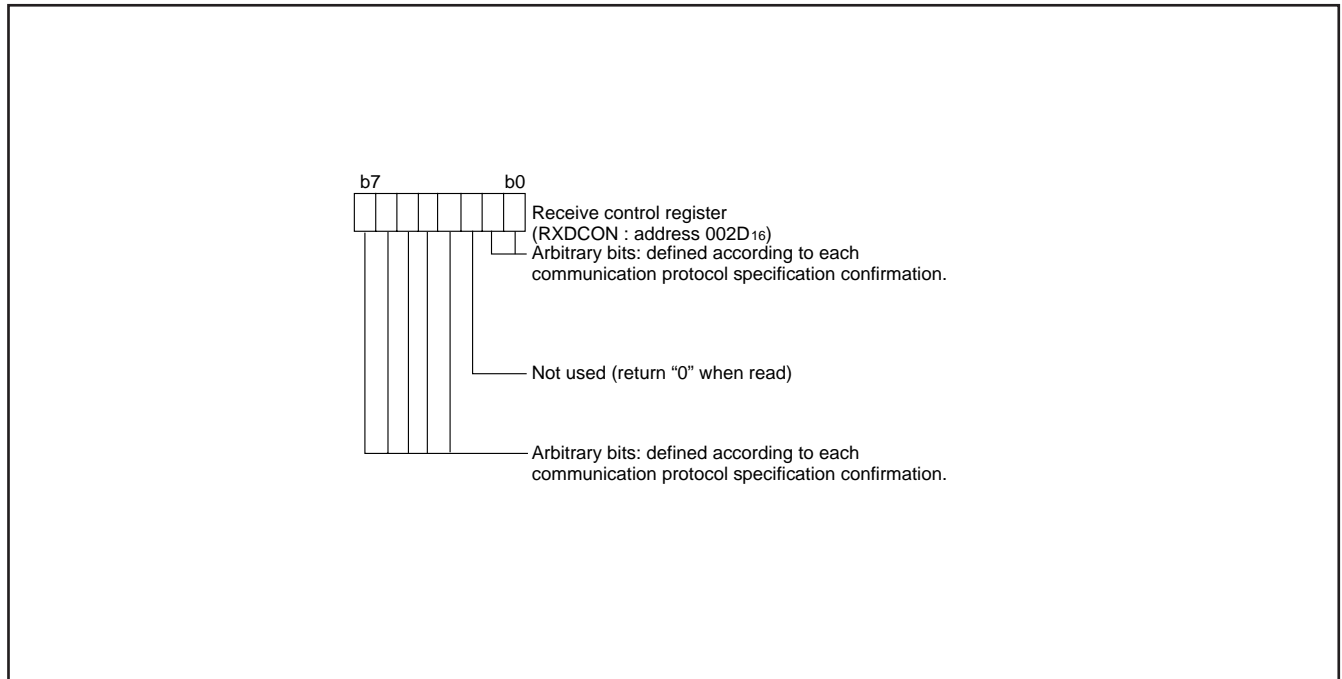 b7 b0
Receive control register
(RXDCON : address 002D16)
Arbitrary bits: defined according to each
communication protocol specification confirmation.
Not used (return “0” when read)
Arbitrary bits: defined according to each
communication protocol specification confirmation.